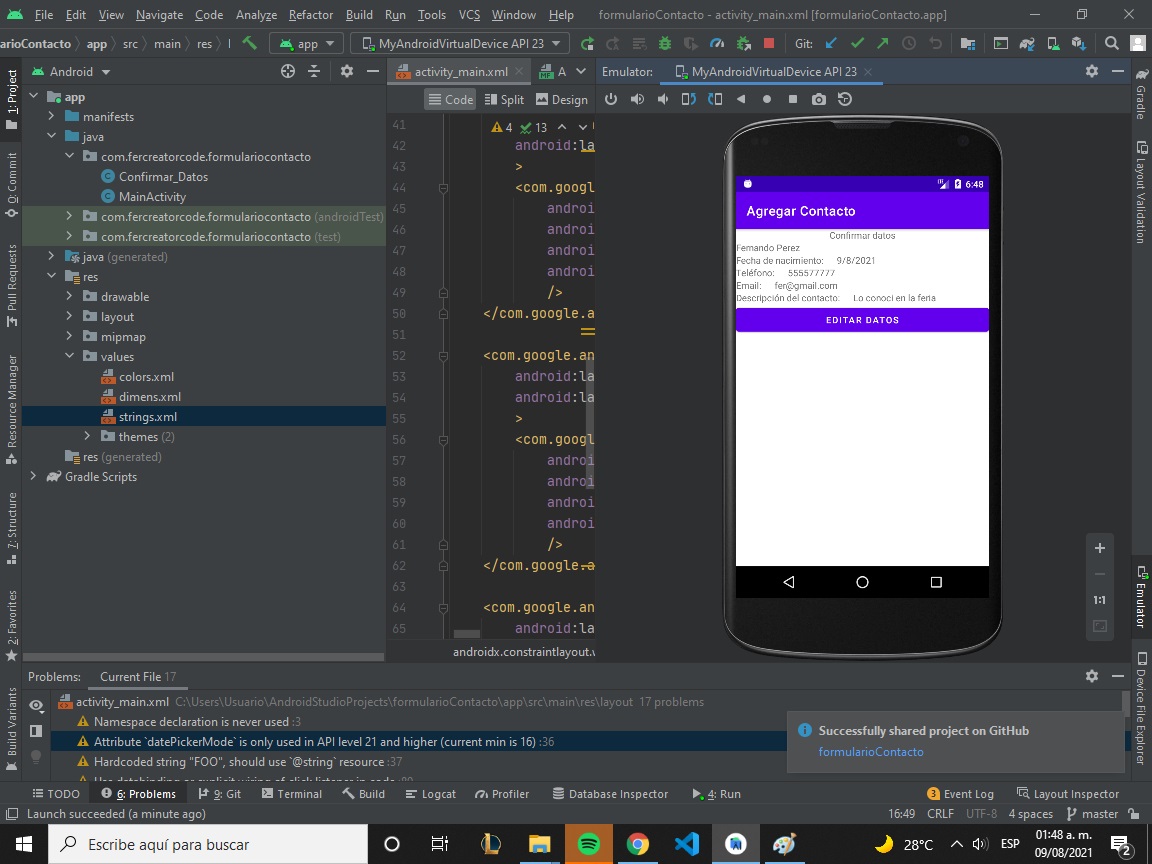 File Edit View Navigate Code Analyze Refactor Build Run Tools VCS Window Help formularioContacto - activity_main.xml [formularioContacto.app]
arioContacto app src main res l app MyAndroidVirtualDevice API 23 Git:
1: Project
Android
activity_main.xml A
Emulator: MyAndroidVirtualDevice API 23
Code Split Design
app
manifests
java
com.fercreatorcode.formulariocontacto
Confirmar_Datos
MainActivity
com.fercreatorcode.formulariocontacto (androidTest)
com.fercreatorcode.formulariocontacto (test)
java (generated)
res
drawable
layout
mipmap
values
colors.xml
dimens.xml
strings.xml
themes (2)
res (generated)
Gradle Scripts
0: Commit
Pull Requests
Resource Manager
7: Structure
2: Favorites
Build Variants
4 13
41
42 android:la
43 >
44 <com.googl
45 androi
46 androi
47 androi
48 androi
49 />
50 </com.google.a
51
52 <com.google.an
53 android:la
54 android:la
55 >
56 <com.googl
57 androi
58 androi
59 androi
60 androi
61 />
62 </com.google.a
63
64 <com.google.an
65 android:la
androidx.constraintlayout.
6:48
Agregar Contacto
Confirmar datos
Fernando Perez
Fecha de nacimiento: 9/8/2021
Teléfono: 555577777
Email: fer@gmail.com
Descripción del contacto: Lo conoci en la feria
EDITAR DATOS
1:1
Gradle
Layout Validation
Emulator
Device File Explorer
Problems: Current File 17
activity_main.xml C:\Users\Usuario\AndroidStudioProjects\formularioContacto\app\src\main\res\layout 17 problems
Namespace declaration is never used :3
Attribute `datePickerMode` is only used in API level 21 and higher (current min is 16) :36
Hardcoded string "FOO", should use `@string` resource :37
Successfully shared project on GitHub
formularioContacto
TODO 6: Problems 9: Git Terminal Build Logcat Profiler Database Inspector 4: Run 3 Event Log Layout Inspector
Launch succeeded (a minute ago) 16:49 CRLF UTF-8 4 spaces master
Escribe aquí para buscar
28°C ESP
01:48 a. m.
09/08/2021
2